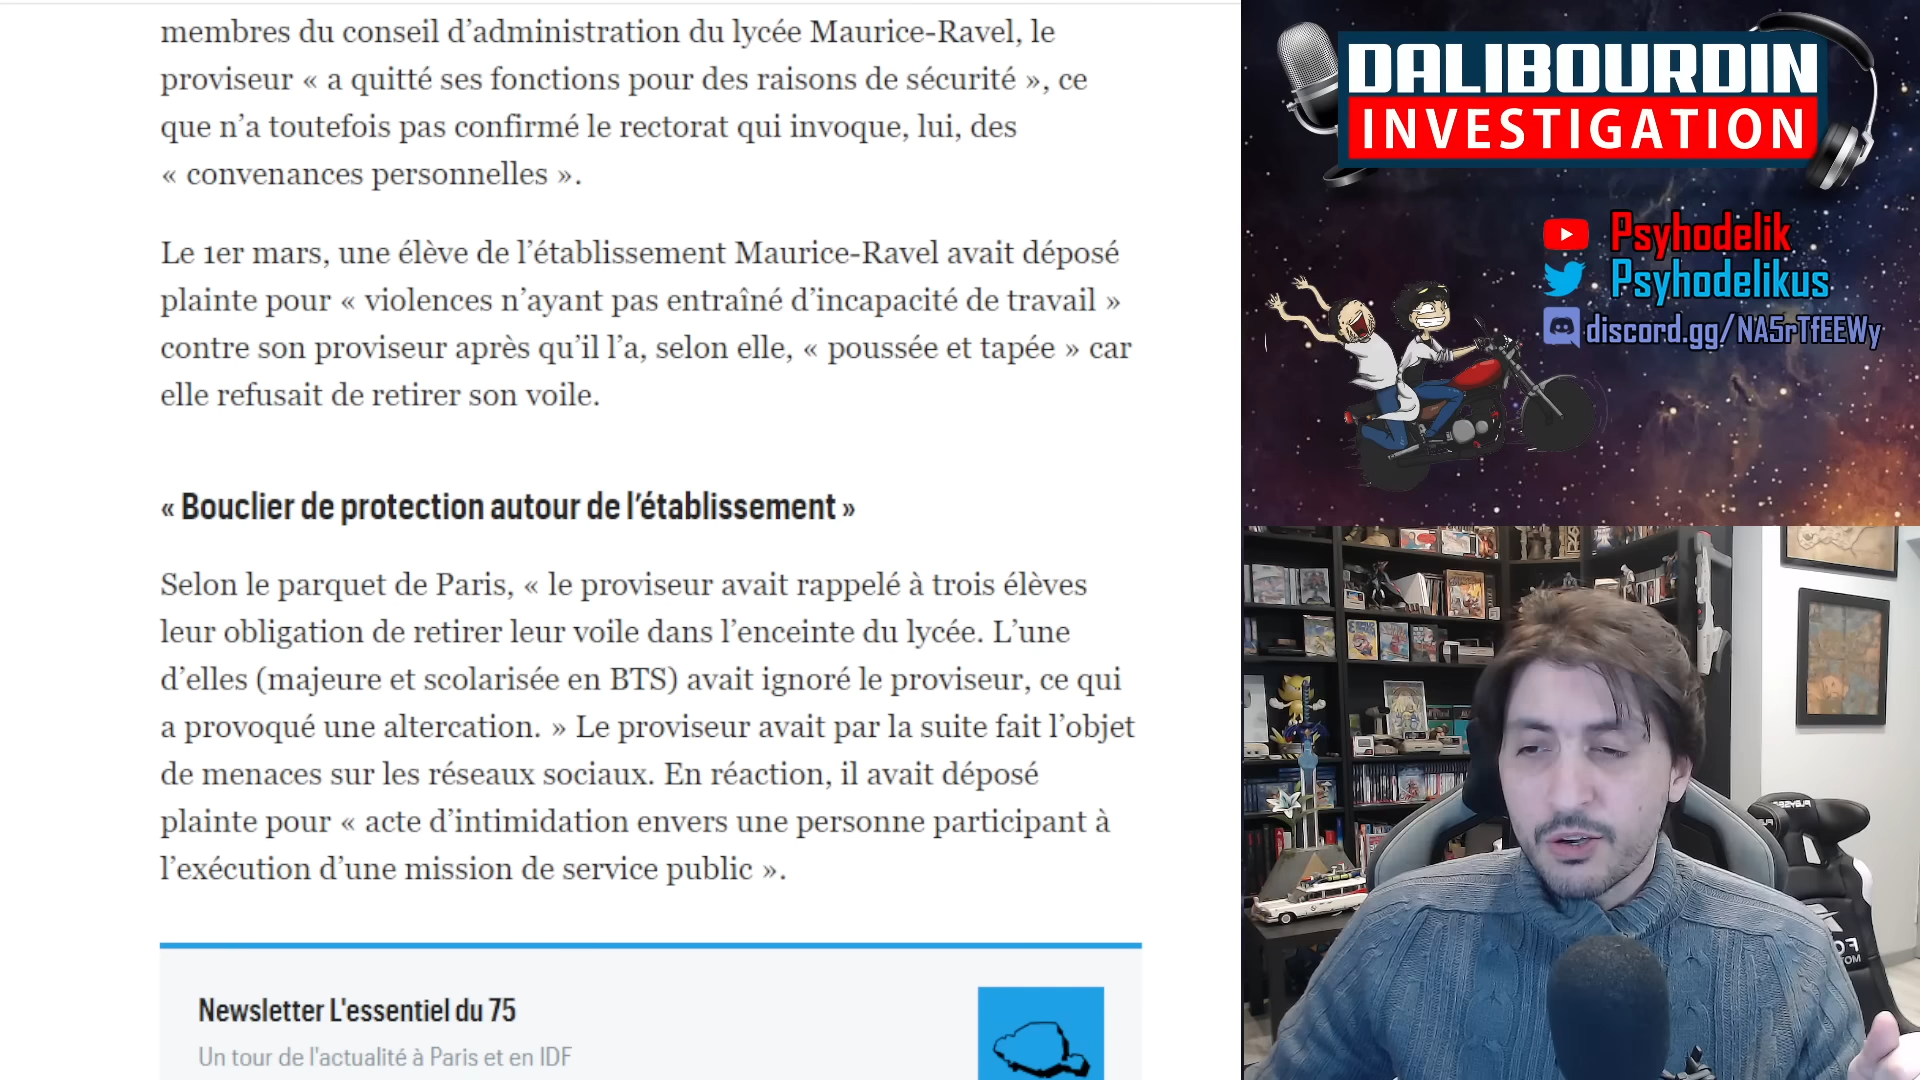 membres du conseil d’administration du lycée Maurice-Ravel, le
proviseur « a quitté ses fonctions pour des raisons de sécurité », ce
que n’a toutefois pas confirmé le rectorat qui invoque, lui, des
« convenances personnelles ».
Le 1er mars, une élève de l’établissement Maurice-Ravel avait déposé
plainte pour « violences n’ayant pas entraîné d’incapacité de travail »
contre son proviseur après qu’il l’a, selon elle, « poussée et tapée » car
elle refusait de retirer son voile.
« Bouclier de protection autour de l’établissement »
Selon le parquet de Paris, « le proviseur avait rappelé à trois élèves
leur obligation de retirer leur voile dans l’enceinte du lycée. L’une
d’elles (majeure et scolarisée en BTS) avait ignoré le proviseur, ce qui
a provoqué une altercation. » Le proviseur avait par la suite fait l’objet
de menaces sur les réseaux sociaux. En réaction, il avait déposé
plainte pour « acte d’intimidation envers une personne participant à
l’exécution d’une mission de service public ».
Newsletter L'essentiel du 75
Un tour de l'actualité à Paris et en IDF
DALIBOURDIN
INVESTIGATION
Psyhodelik
Psyhodelikus
discord.gg/NA5rTfEEWy